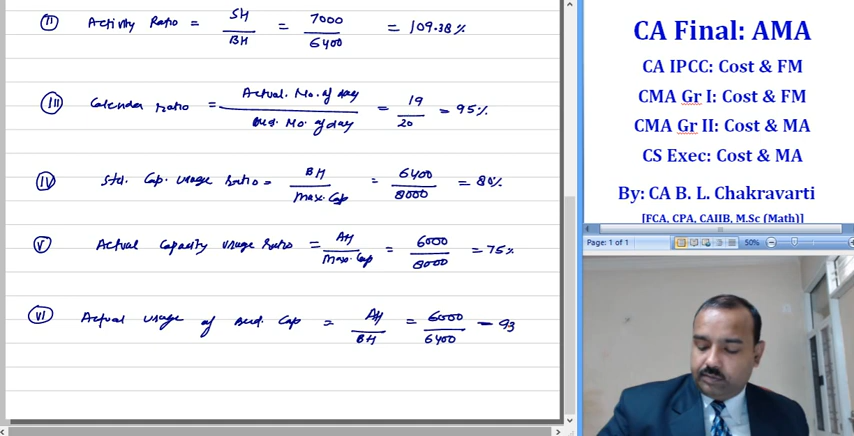 (II) Activity Ratio = SH / BH = 7000 / 6400 = 109.38%
(III) Calender ratio = Actual. No. of day / Bud. No. of day = 19 / 20 = 95%
(IV) Std. Cap. usage ratio = BH / Max. Cap = 6400 / 8000 = 80%
(V) Actual Capacity usage ratio = AH / Max. Cap = 6000 / 8000 = 75%
(VI) Actual usage of Bud. Cap = AH / BH = 6000 / 6400 = 93
CA Final: AMA
CA IPCC: Cost & FM
CMA Gr I: Cost & FM
CMA Gr II: Cost & MA
CS Exec: Cost & MA
By: CA B. L. Chakravarti
[FCA, CPA, CAIIB, M.Sc (Math)]
Page: 1 of 1
50%